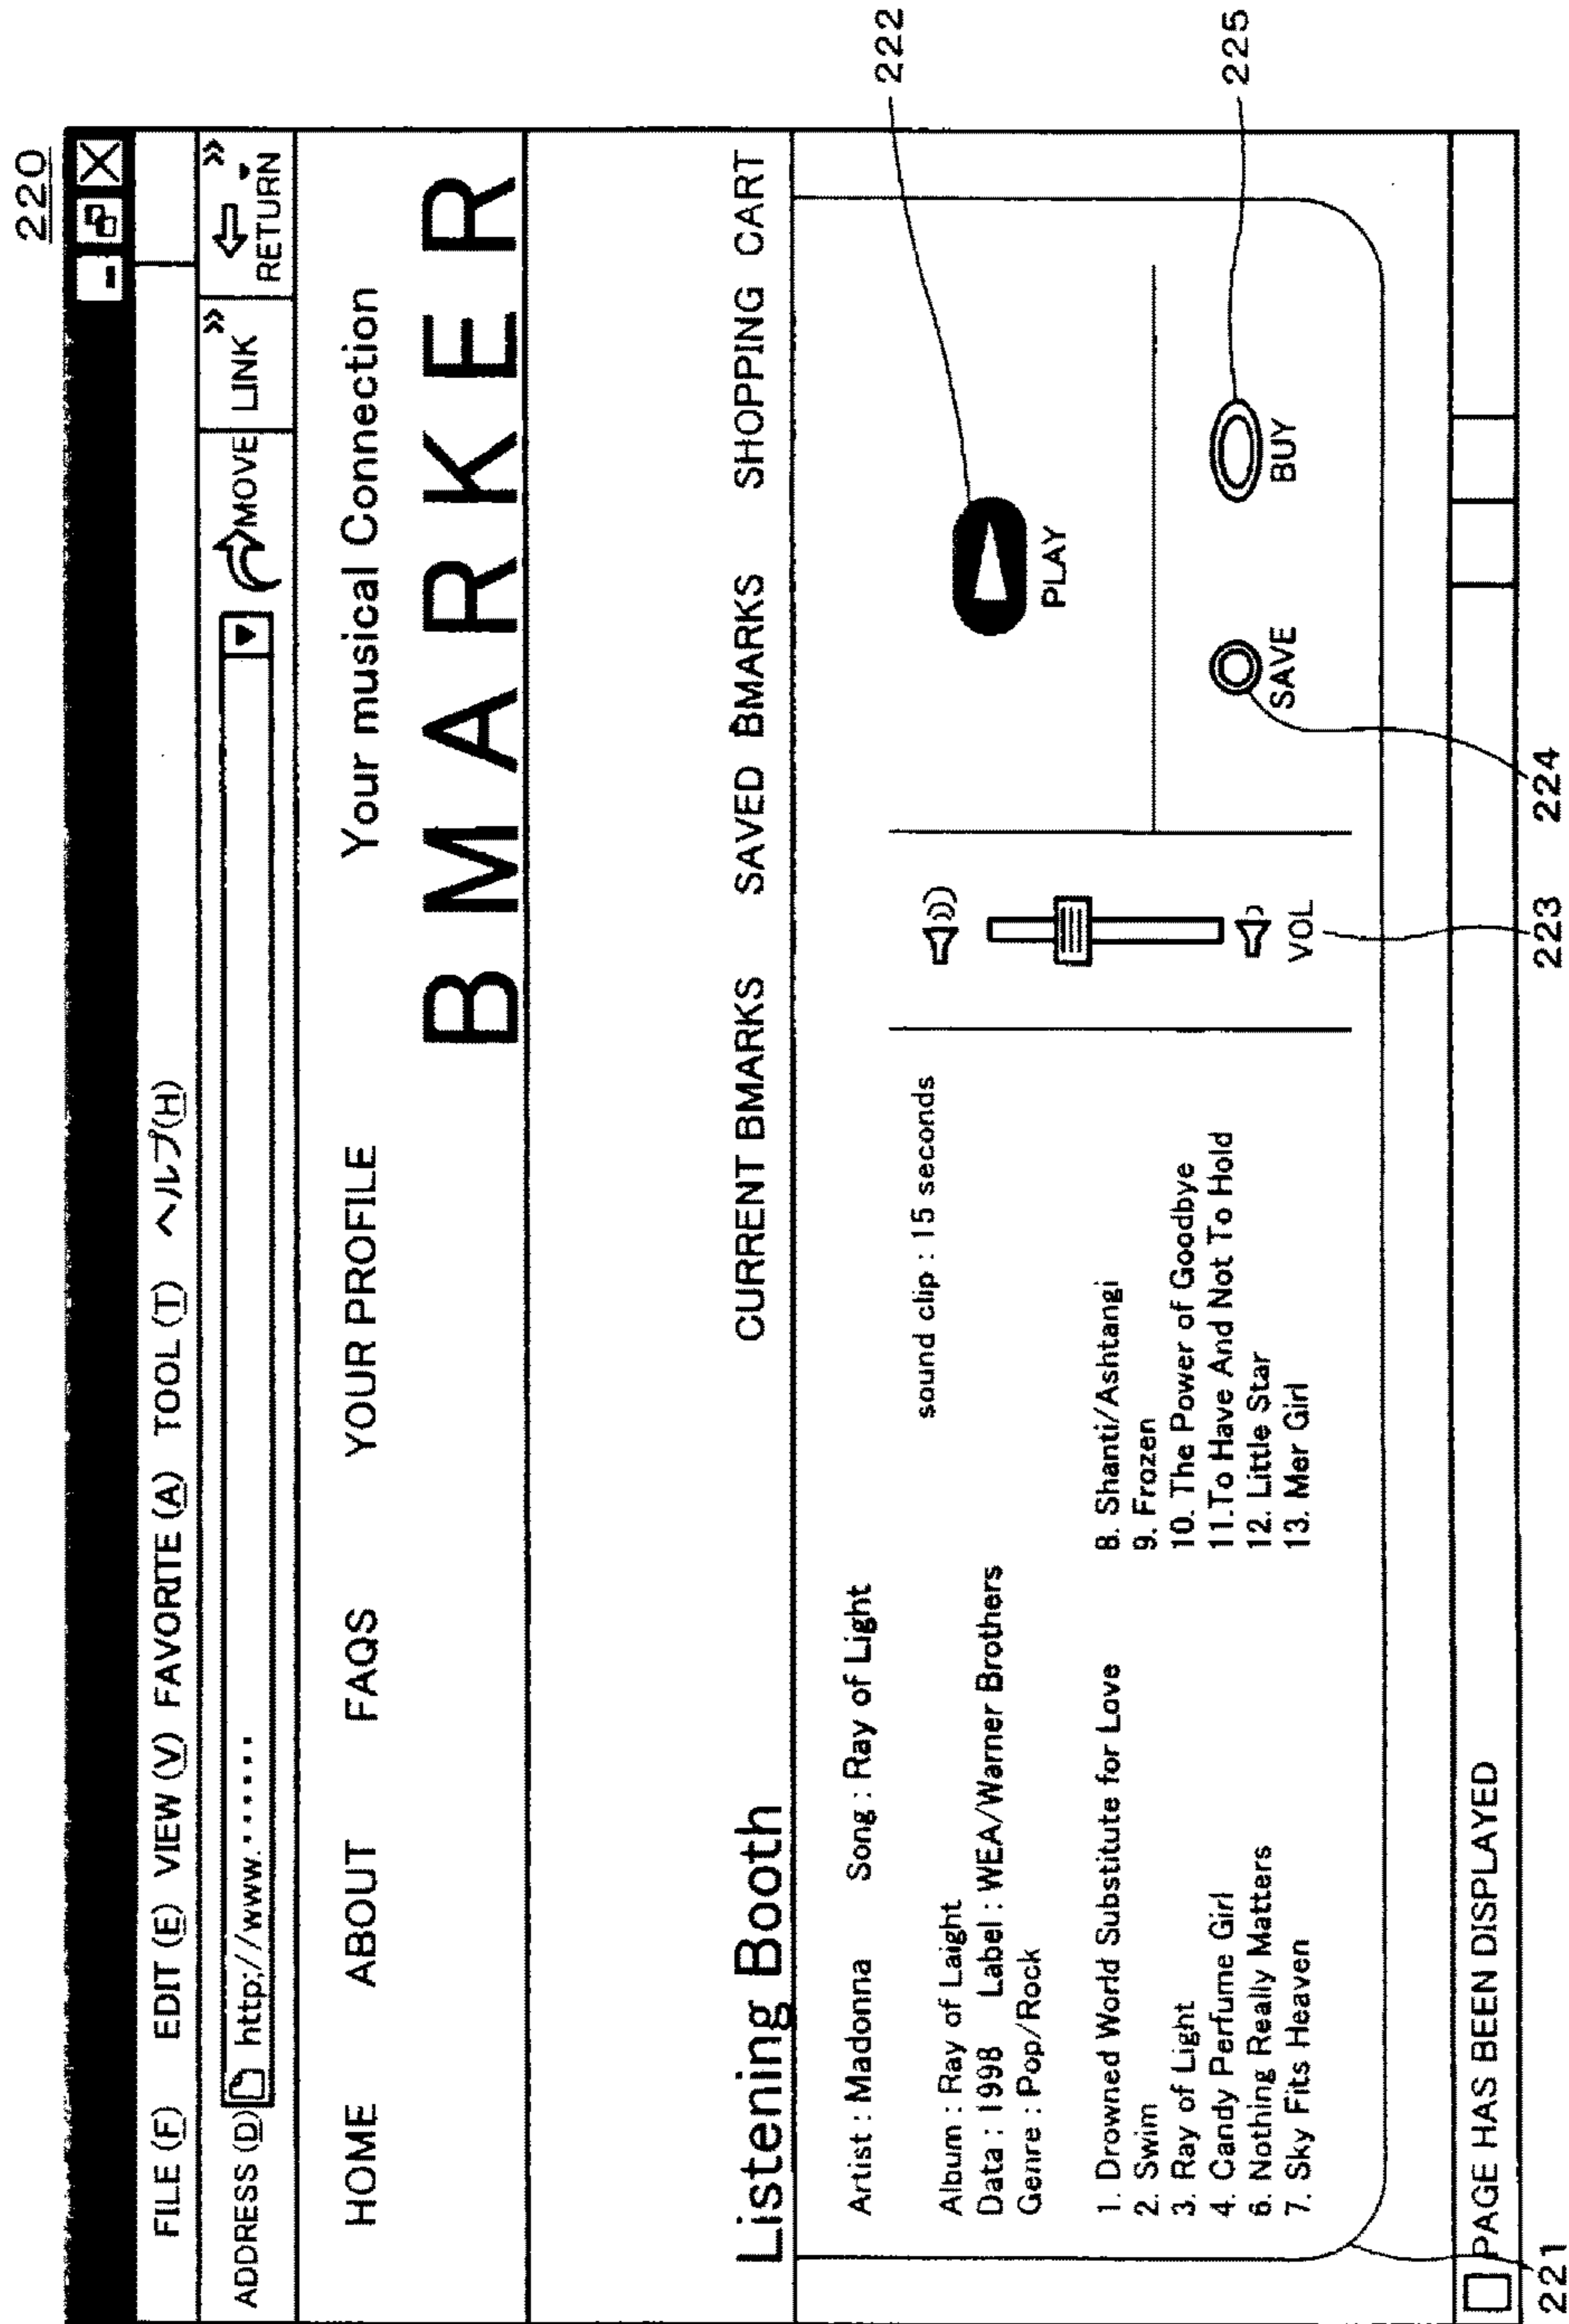 220
FILE (F) EDIT (E) VIEW (V) FAVORITE (A) TOOL (T) ヘルプ(H)
ADDRESS (D) http://www.･････ MOVE LINK » RETURN »
HOME ABOUT FAQS YOUR PROFILE Your musical Connection
B M A R K E R
Listening Booth CURRENT BMARKS SAVED BMARKS SHOPPING CART
Artist : Madonna Song : Ray of Light
sound clip : 15 seconds
Album : Ray of Laight
Data : 1998 Label : WEA/Warner Brothers
Genre : Pop/Rock
1. Drowned World Substitute for Love
2. Swim
3. Ray of Light
4. Candy Perfume Girl
6. Nothing Really Matters
7. Sky Fits Heaven
8. Shanti/Ashtangi
9. Frozen
10. The Power of Goodbye
11.To Have And Not To Hold
12. Little Star
13. Mer Girl
VOL
PLAY
SAVE BUY
222
225
PAGE HAS BEEN DISPLAYED
221 223 224